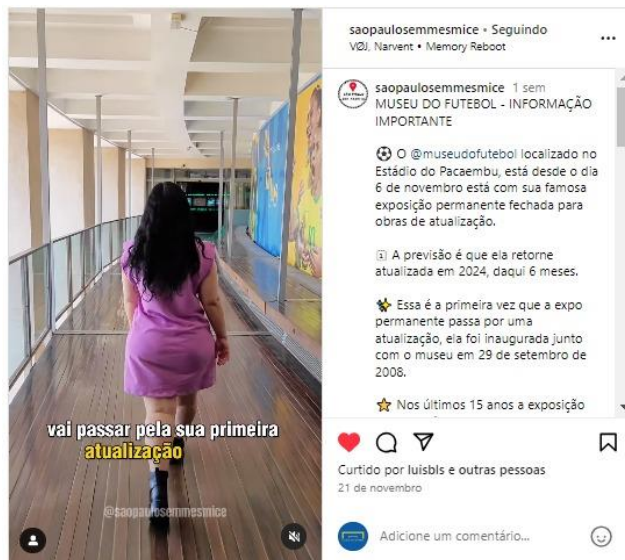 vai passar pela sua primeira
atualização
@saopaulosemmesmice
saopaulosemmesmice • Seguindo
VØJ, Narvent • Memory Reboot
saopaulosemmesmice 1 sem
MUSEU DO FUTEBOL - INFORMAÇÃO
IMPORTANTE
⚽ O @museudofutebol localizado no
Estádio do Pacaembu, está desde o dia
6 de novembro está com sua famosa
exposição permanente fechada para
obras de atualização.
🗓 A previsão é que ela retorne
atualizada em 2024, daqui 6 meses.
✨ Essa é a primeira vez que a expo
permanente passa por uma
atualização, ela foi inaugurada junto
com o museu em 29 de setembro de
2008.
⭐ Nos últimos 15 anos a exposição
Curtido por luisbls e outras pessoas
21 de novembro
Adicione um comentário...